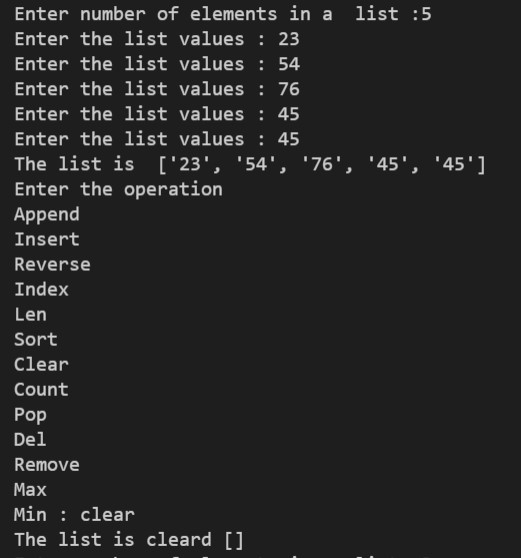 Enter number of elements in a  list :5
Enter the list values : 23
Enter the list values : 54
Enter the list values : 76
Enter the list values : 45
Enter the list values : 45
The list is  ['23', '54', '76', '45', '45']
Enter the operation
Append
Insert
Reverse
Index
Len
Sort
Clear
Count
Pop
Del
Remove
Max
Min : clear
The list is cleard []